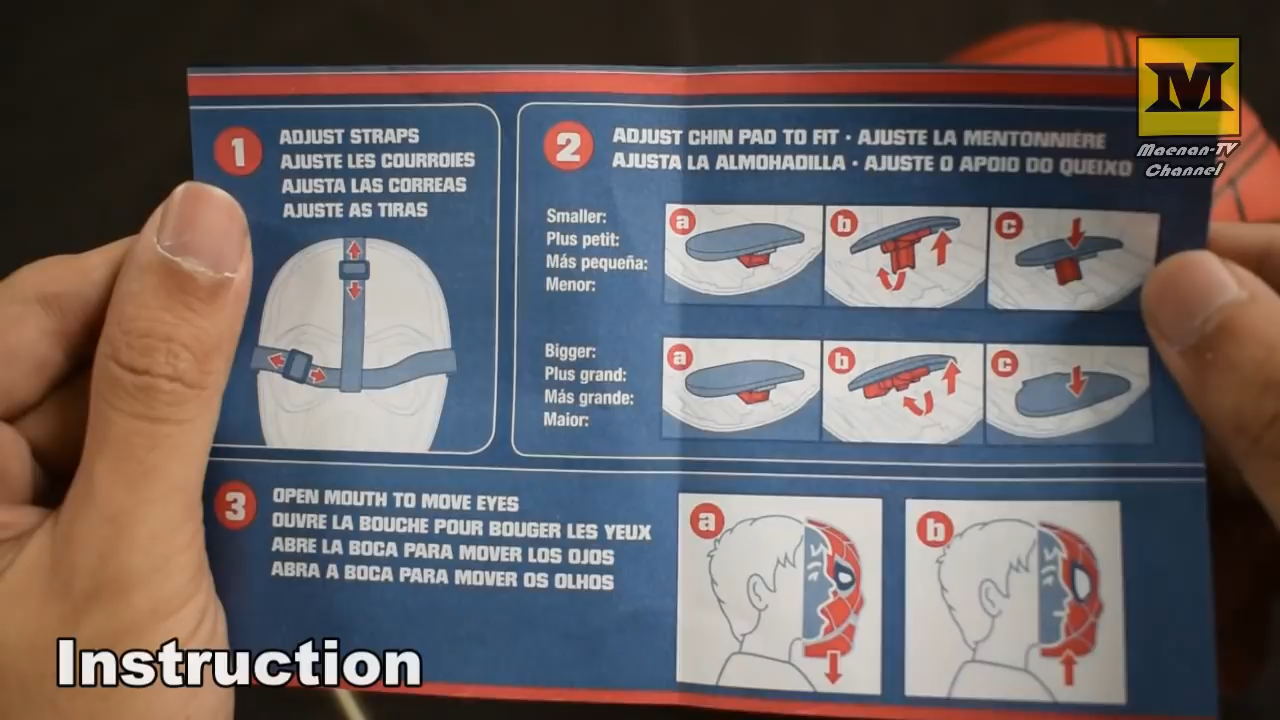 M
Maenan-TV
Channel
1
ADJUST STRAPS
AJUSTE LES COURROIES
AJUSTA LAS CORREAS
AJUSTE AS TIRAS
2
ADJUST CHIN PAD TO FIT · AJUSTE LA MENTONNIÈRE
AJUSTA LA ALMOHADILLA · AJUSTE O APOIO DO QUEIXO
Smaller:
Plus petit:
Más pequeña:
Menor:
a
b
c
Bigger:
Plus grand:
Más grande:
Maior:
a
b
c
3
OPEN MOUTH TO MOVE EYES
OUVRE LA BOUCHE POUR BOUGER LES YEUX
ABRE LA BOCA PARA MOVER LOS OJOS
ABRA A BOCA PARA MOVER OS OLHOS
a
b
Instruction